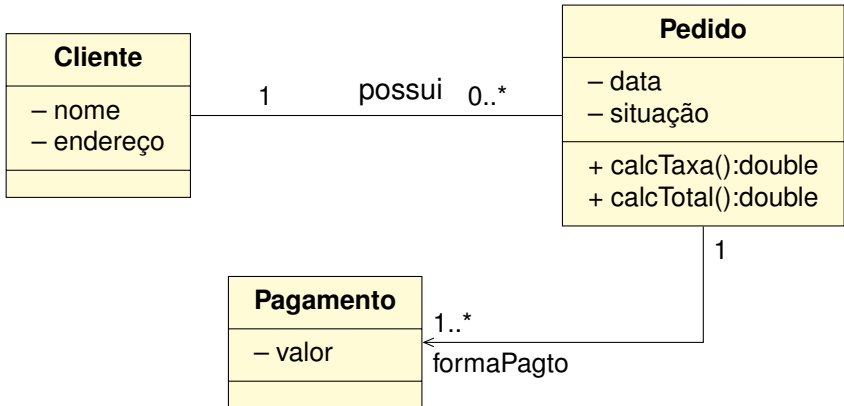 Cliente
– nome
– endereço
1
possui
0..*
Pedido
– data
– situação
+ calcTaxa():double
+ calcTotal():double
1
Pagamento
– valor
1..*
formaPagto